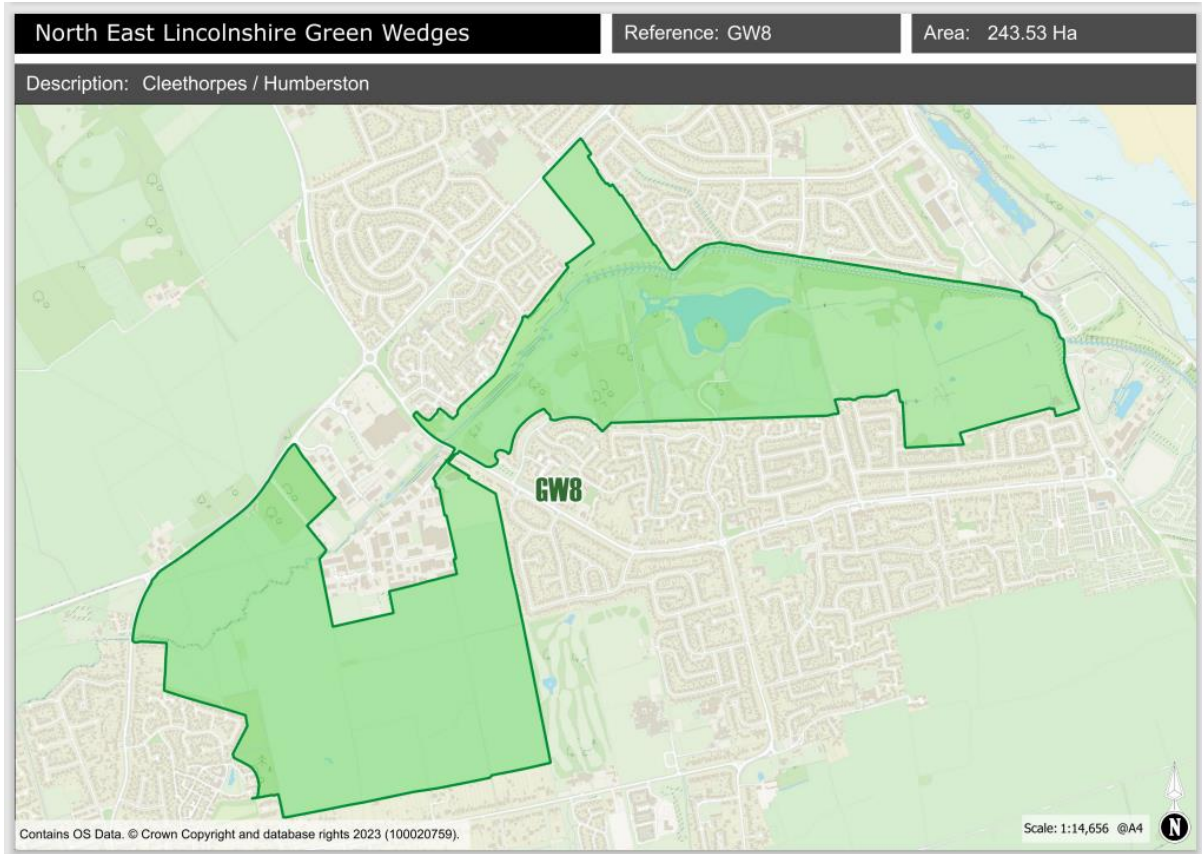 North East Lincolnshire Green Wedges
Reference: GW8
Area: 243.53 Ha
Description: Cleethorpes / Humberston
GW8
Contains OS Data. © Crown Copyright and database rights 2023 (100020759).
Scale: 1:14,656 @A4
N